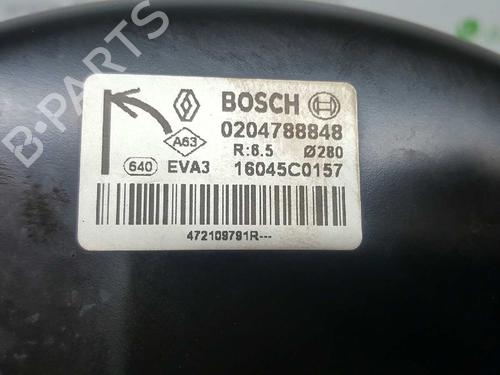 BOSCH
0204788848
A63
R:6.5 Ø280
640 EVA3 16045C0157
472109791R---
B-PARTS